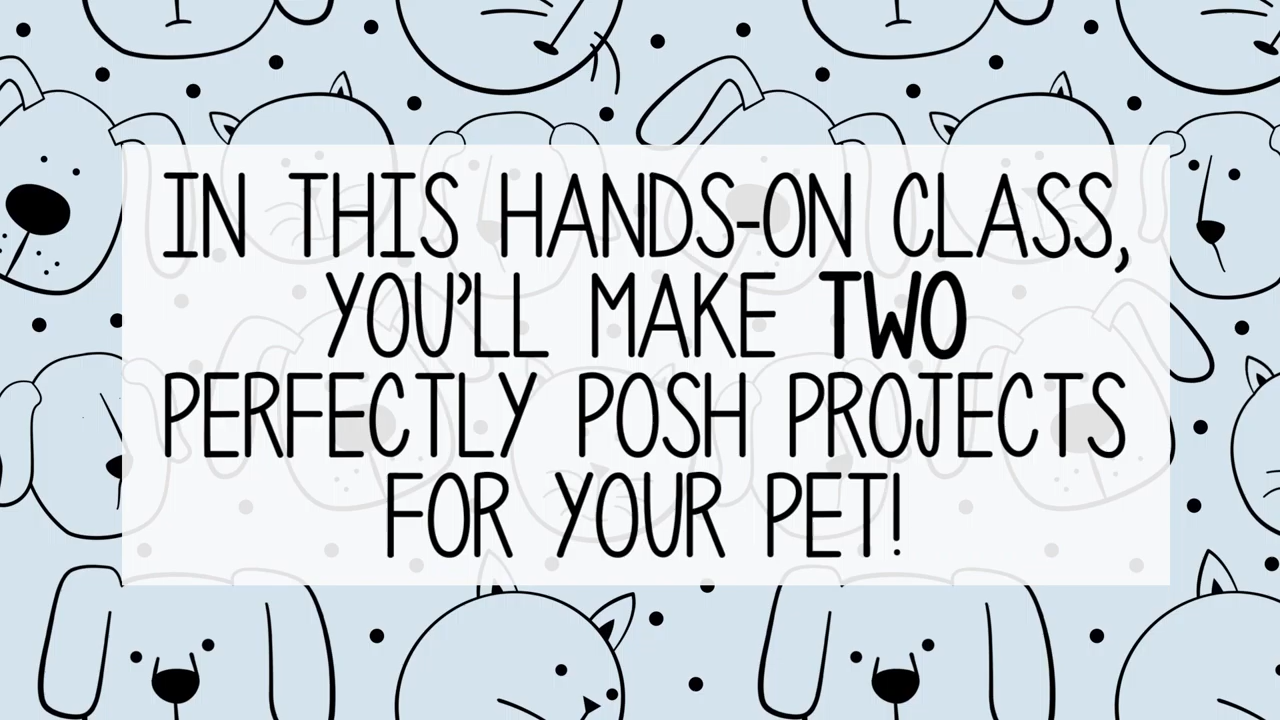 IN THIS HANDS-ON CLASS,
YOU'LL MAKE TWO
PERFECTLY POSH PROJECTS
FOR YOUR PET!